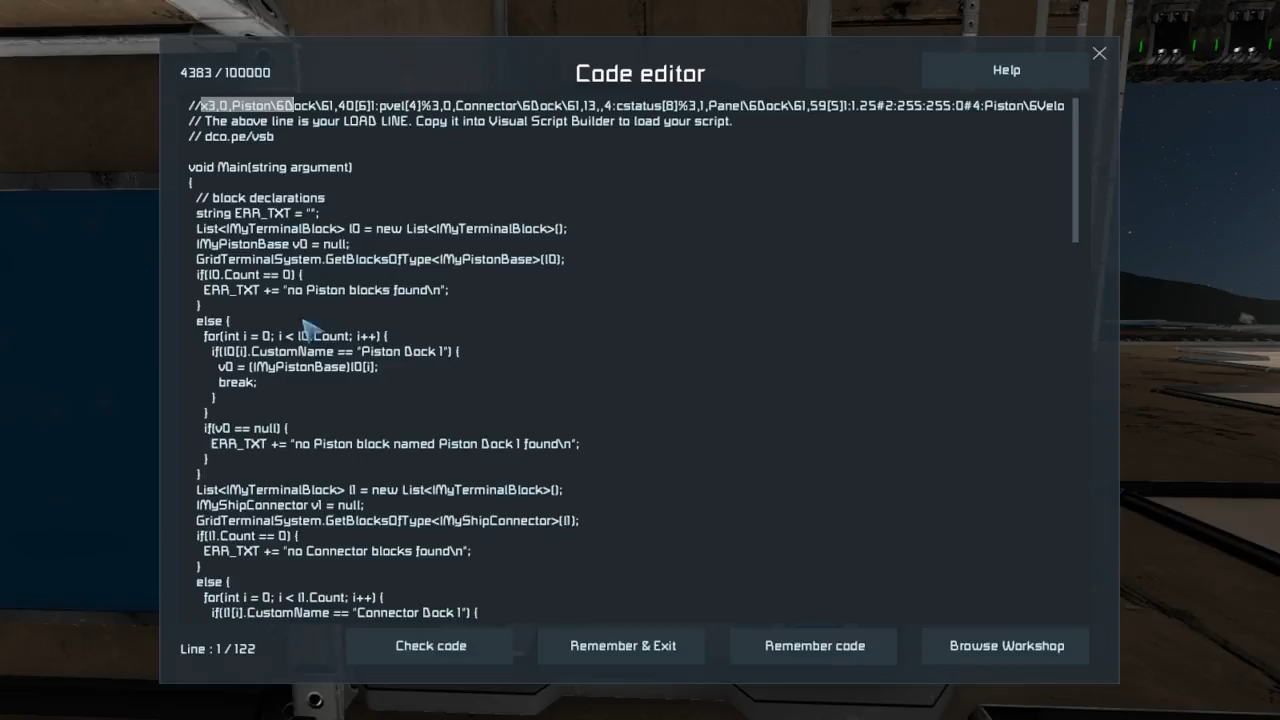 4383 / 100000
Code editor
Help
//x3,0,Piston\6Dock\61,40[6]1:pvel[4]%3,0,Connector\6Dock\61,13,,4:cstatus[8]%3,1,Panel\6Dock\61,59[5]1:1.25#2:255:255:0#4:Piston\6Velo
// The above line is your LOAD LINE. Copy it into Visual Script Builder to load your script.
// dco.pe/vsb
void Main(string argument)
{
// block declarations
string ERR_TXT = "";
List<IMyTerminalBlock> l0 = new List<IMyTerminalBlock>();
IMyPistonBase v0 = null;
GridTerminalSystem.GetBlocksOfType<IMyPistonBase>(l0);
if(l0.Count == 0) {
ERR_TXT += "no Piston blocks found\n";
}
else {
for(int i = 0; i < l0.Count; i++) {
if(l0[i].CustomName == "Piston Dock 1") {
v0 = (IMyPistonBase)l0[i];
break;
}
}
if(v0 == null) {
ERR_TXT += "no Piston block named Piston Dock 1 found\n";
}
}
List<IMyTerminalBlock> l1 = new List<IMyTerminalBlock>();
IMyShipConnector v1 = null;
GridTerminalSystem.GetBlocksOfType<IMyShipConnector>(l1);
if(l1.Count == 0) {
ERR_TXT += "no Connector blocks found\n";
}
else {
for(int i = 0; i < l1.Count; i++) {
if(l1[i].CustomName == "Connector Dock 1") {
Line : 1 / 122
Check code
Remember & Exit
Remember code
Browse Workshop